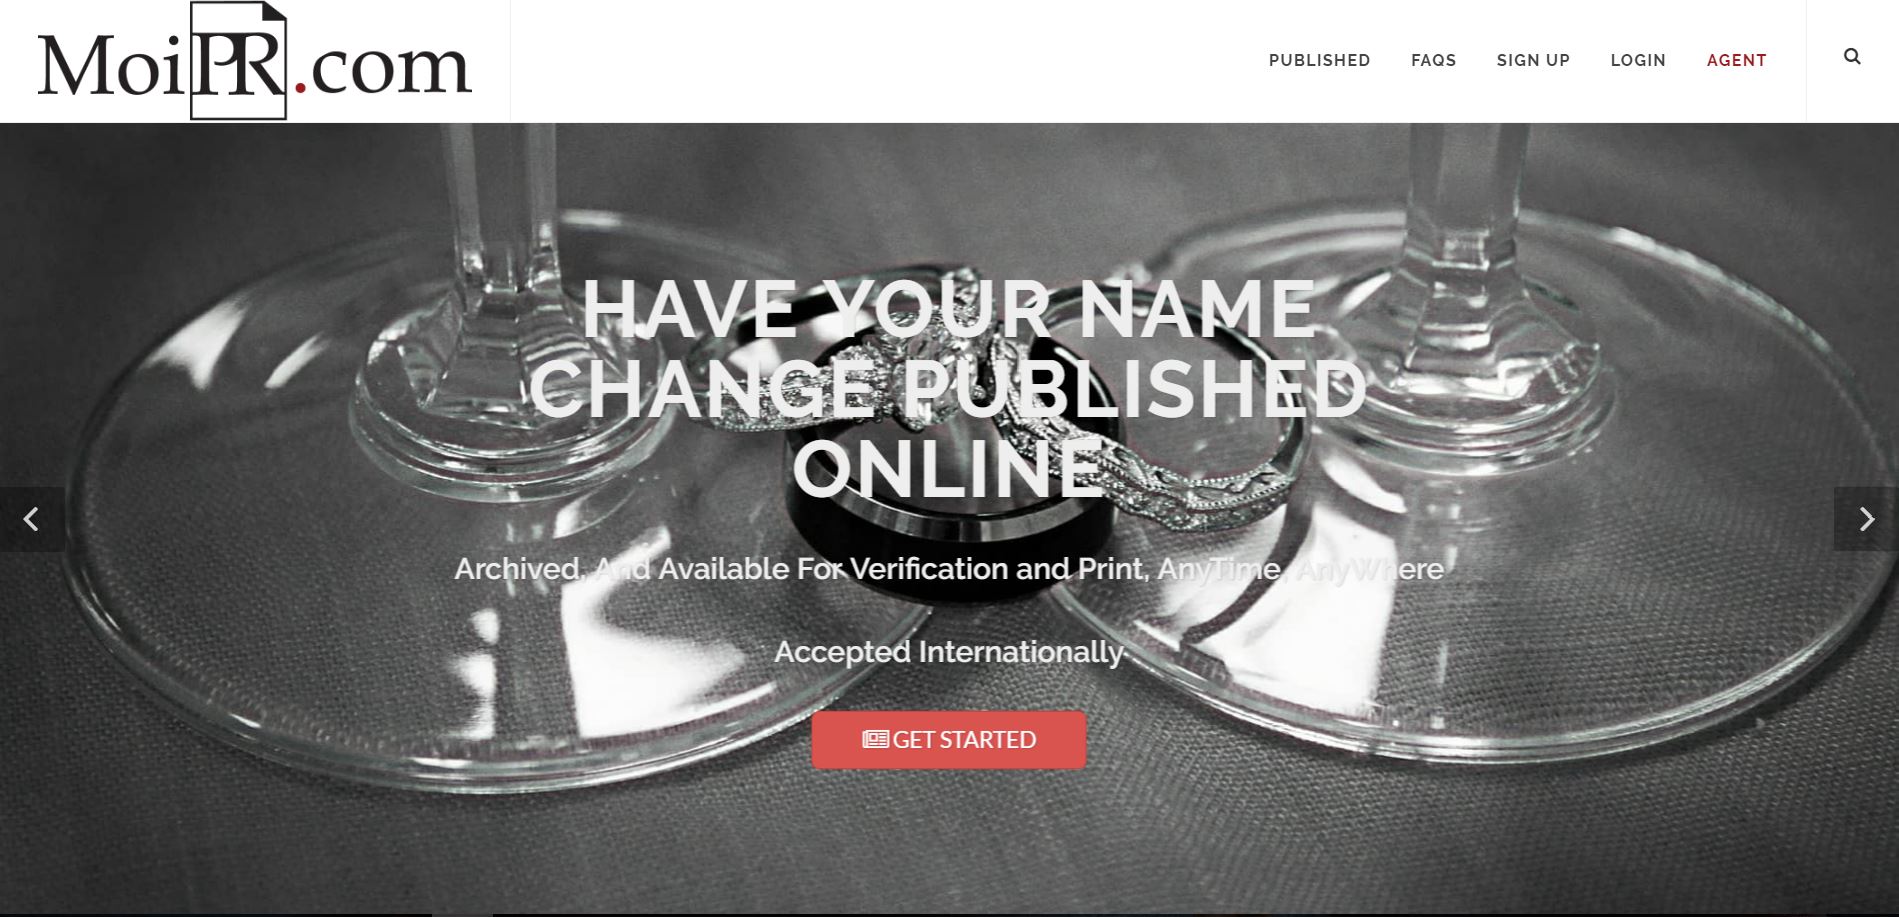 MoiPR.com
PUBLISHED FAQS SIGN UP LOGIN AGENT
HAVE YOUR NAME
CHANGE PUBLISHED
ONLINE
Archived, And Available For Verification and Print, AnyTime, AnyWhere
Accepted Internationally
GET STARTED